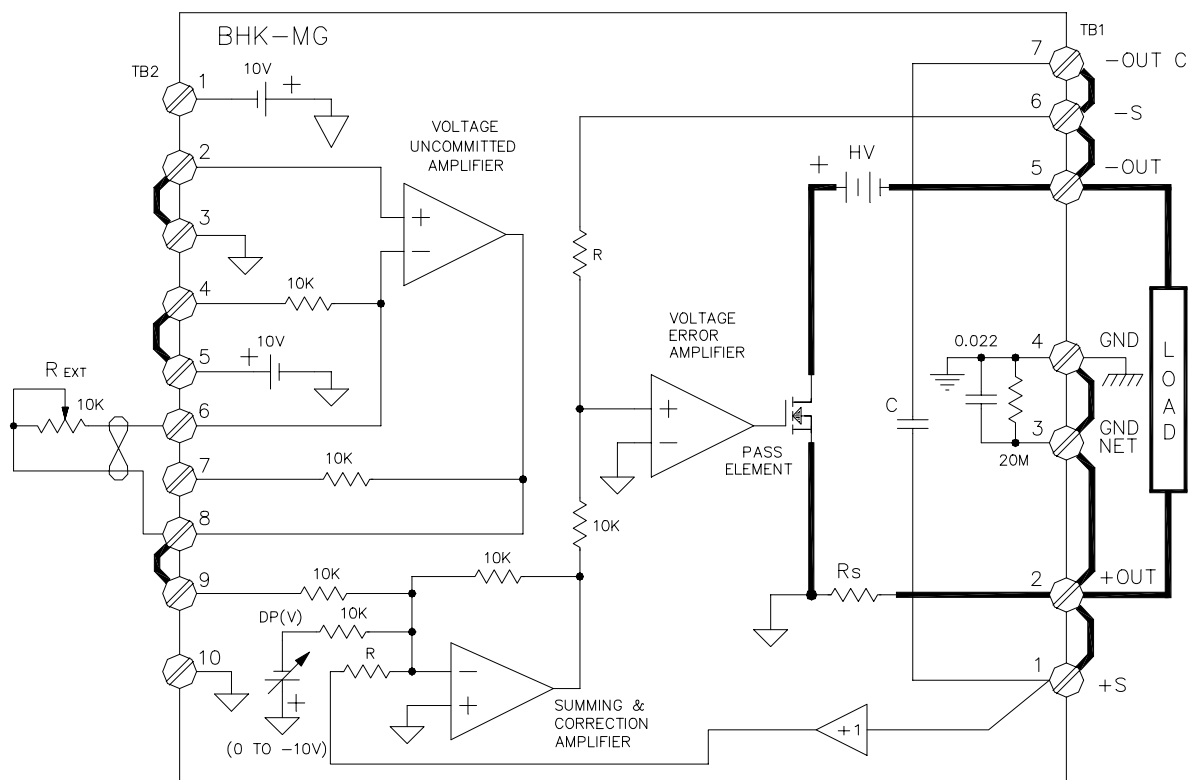 BHK-MG
TB2
TB1
1
10V
+
2
3
4
10K
5
+
10V
6
R EXT
10K
7
10K
8
9
10K
10
VOLTAGE
UNCOMMITTED
AMPLIFIER
+
−
R
VOLTAGE
ERROR
AMPLIFIER
+
−
PASS
ELEMENT
+
HV
C
0.022
20M
10K
10K
DP(V)
10K
R
+
(0 TO −10V)
−
+
SUMMING &
CORRECTION
AMPLIFIER
Rs
+1
7
−OUT C
6
−S
5
−OUT
4
GND
3
GND
NET
2
+OUT
1
+S
LOAD